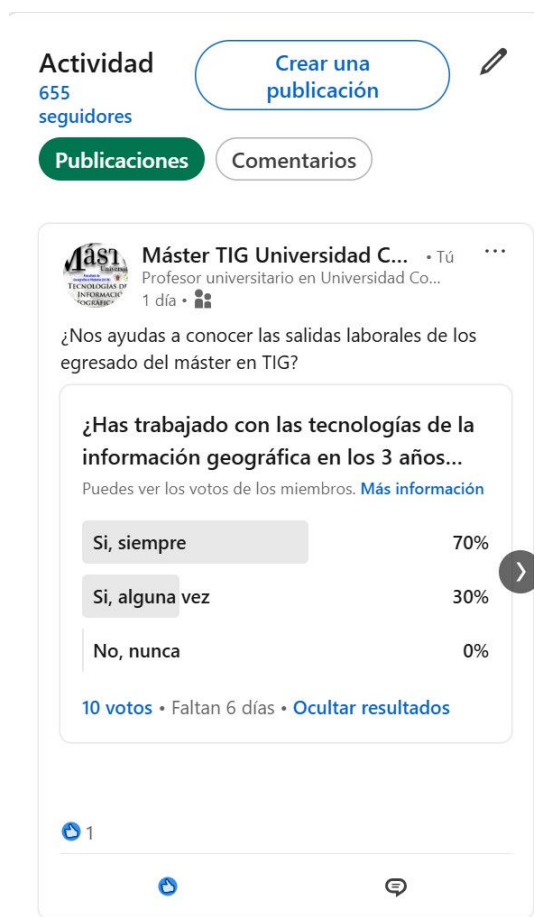 Actividad
655
seguidores
Crear una
publicación
Publicaciones
Comentarios
Máster TIG Universidad C... • Tú
Profesor universitario en Universidad Co...
1 día •
¿Nos ayudas a conocer las salidas laborales de los
egresado del máster en TIG?
¿Has trabajado con las tecnologías de la
información geográfica en los 3 años...
Puedes ver los votos de los miembros. Más información
Si, siempre 70%
Si, alguna vez 30%
No, nunca 0%
10 votos • Faltan 6 días • Ocultar resultados
1